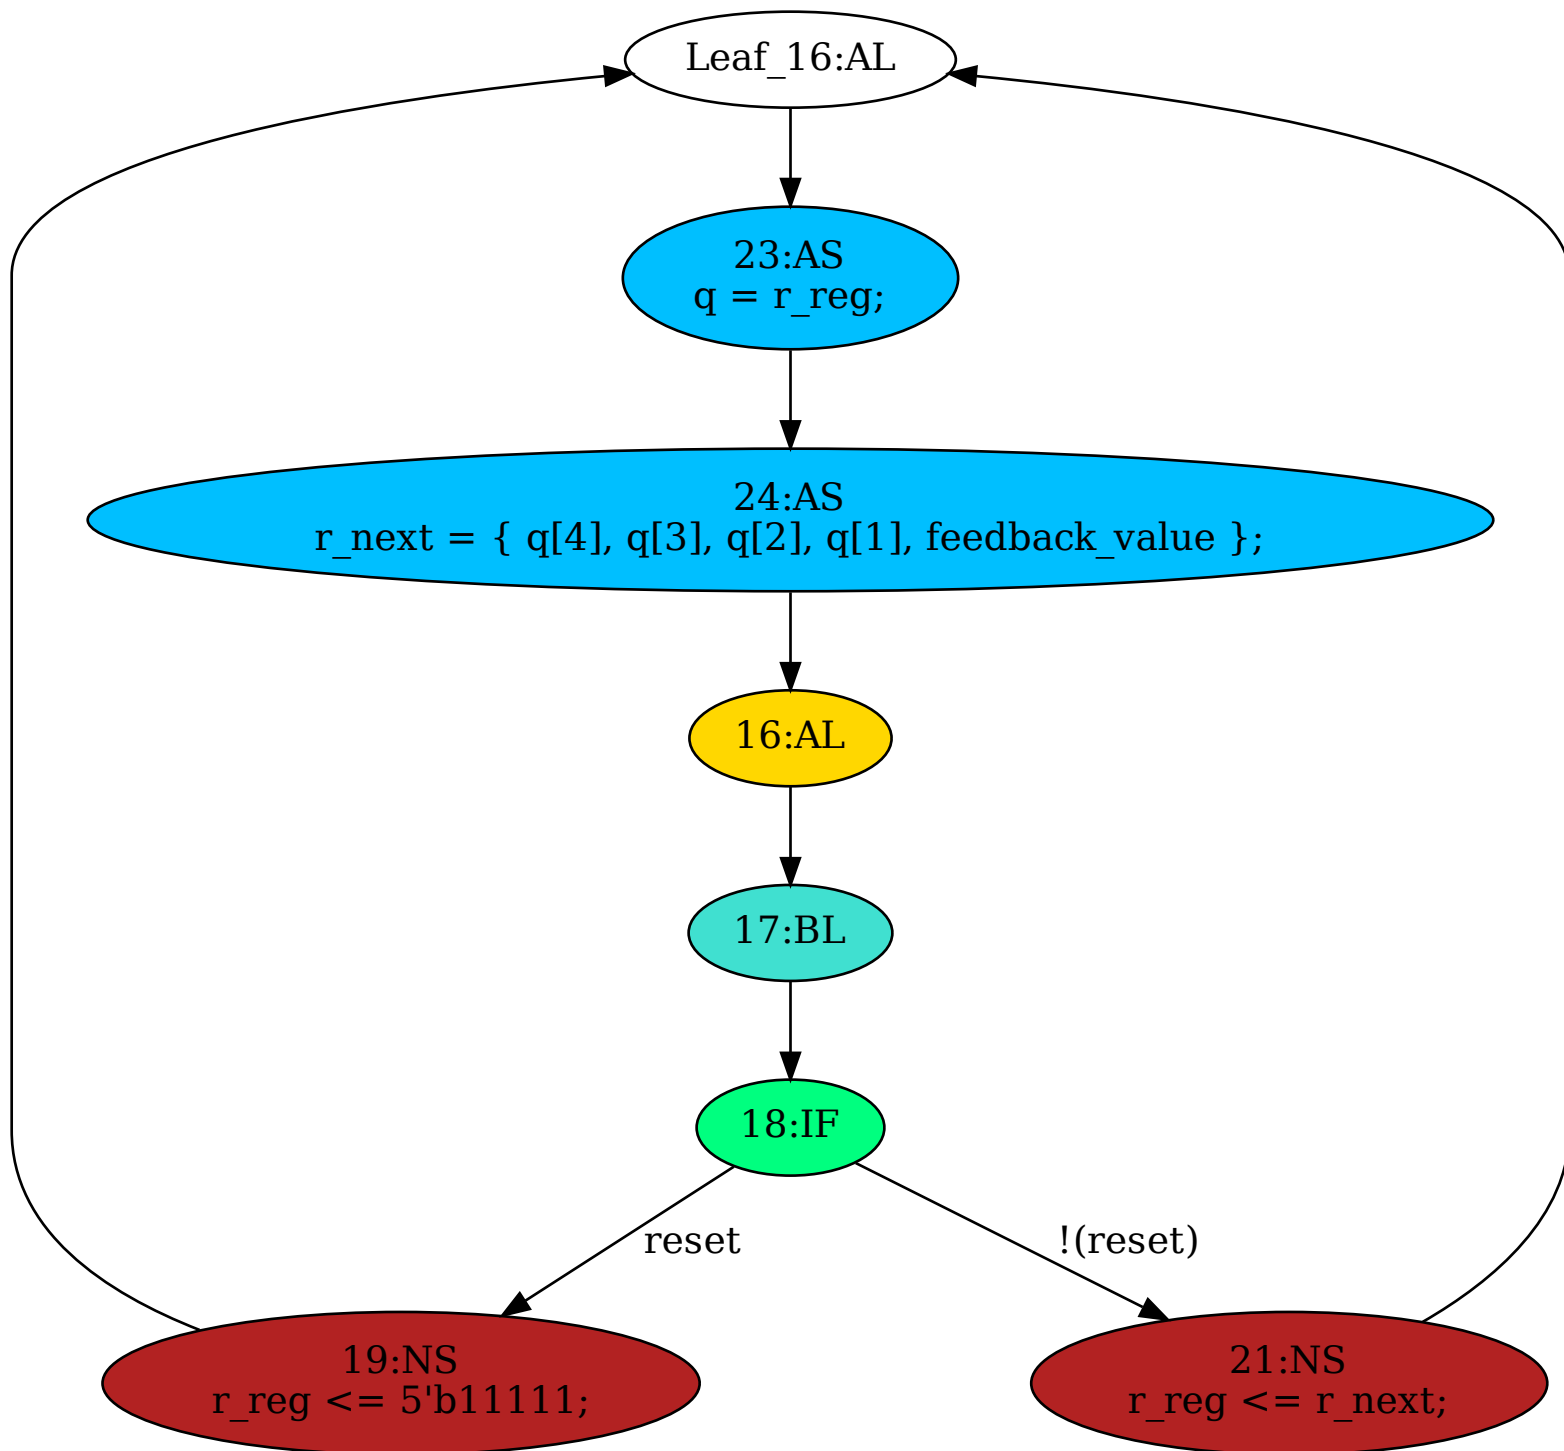 Leaf_16:AL
23:AS
q = r_reg;
24:AS
r_next = { q[4], q[3], q[2], q[1], feedback_value };
16:AL
17:BL
18:IF
reset
!(reset)
19:NS
r_reg <= 5'b11111;
21:NS
r_reg <= r_next;